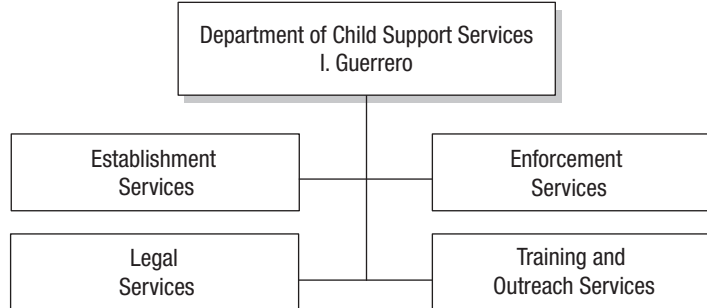 Department of Child Support Services
I. Guerrero
Establishment
Services
Enforcement
Services
Legal
Services
Training and
Outreach Services